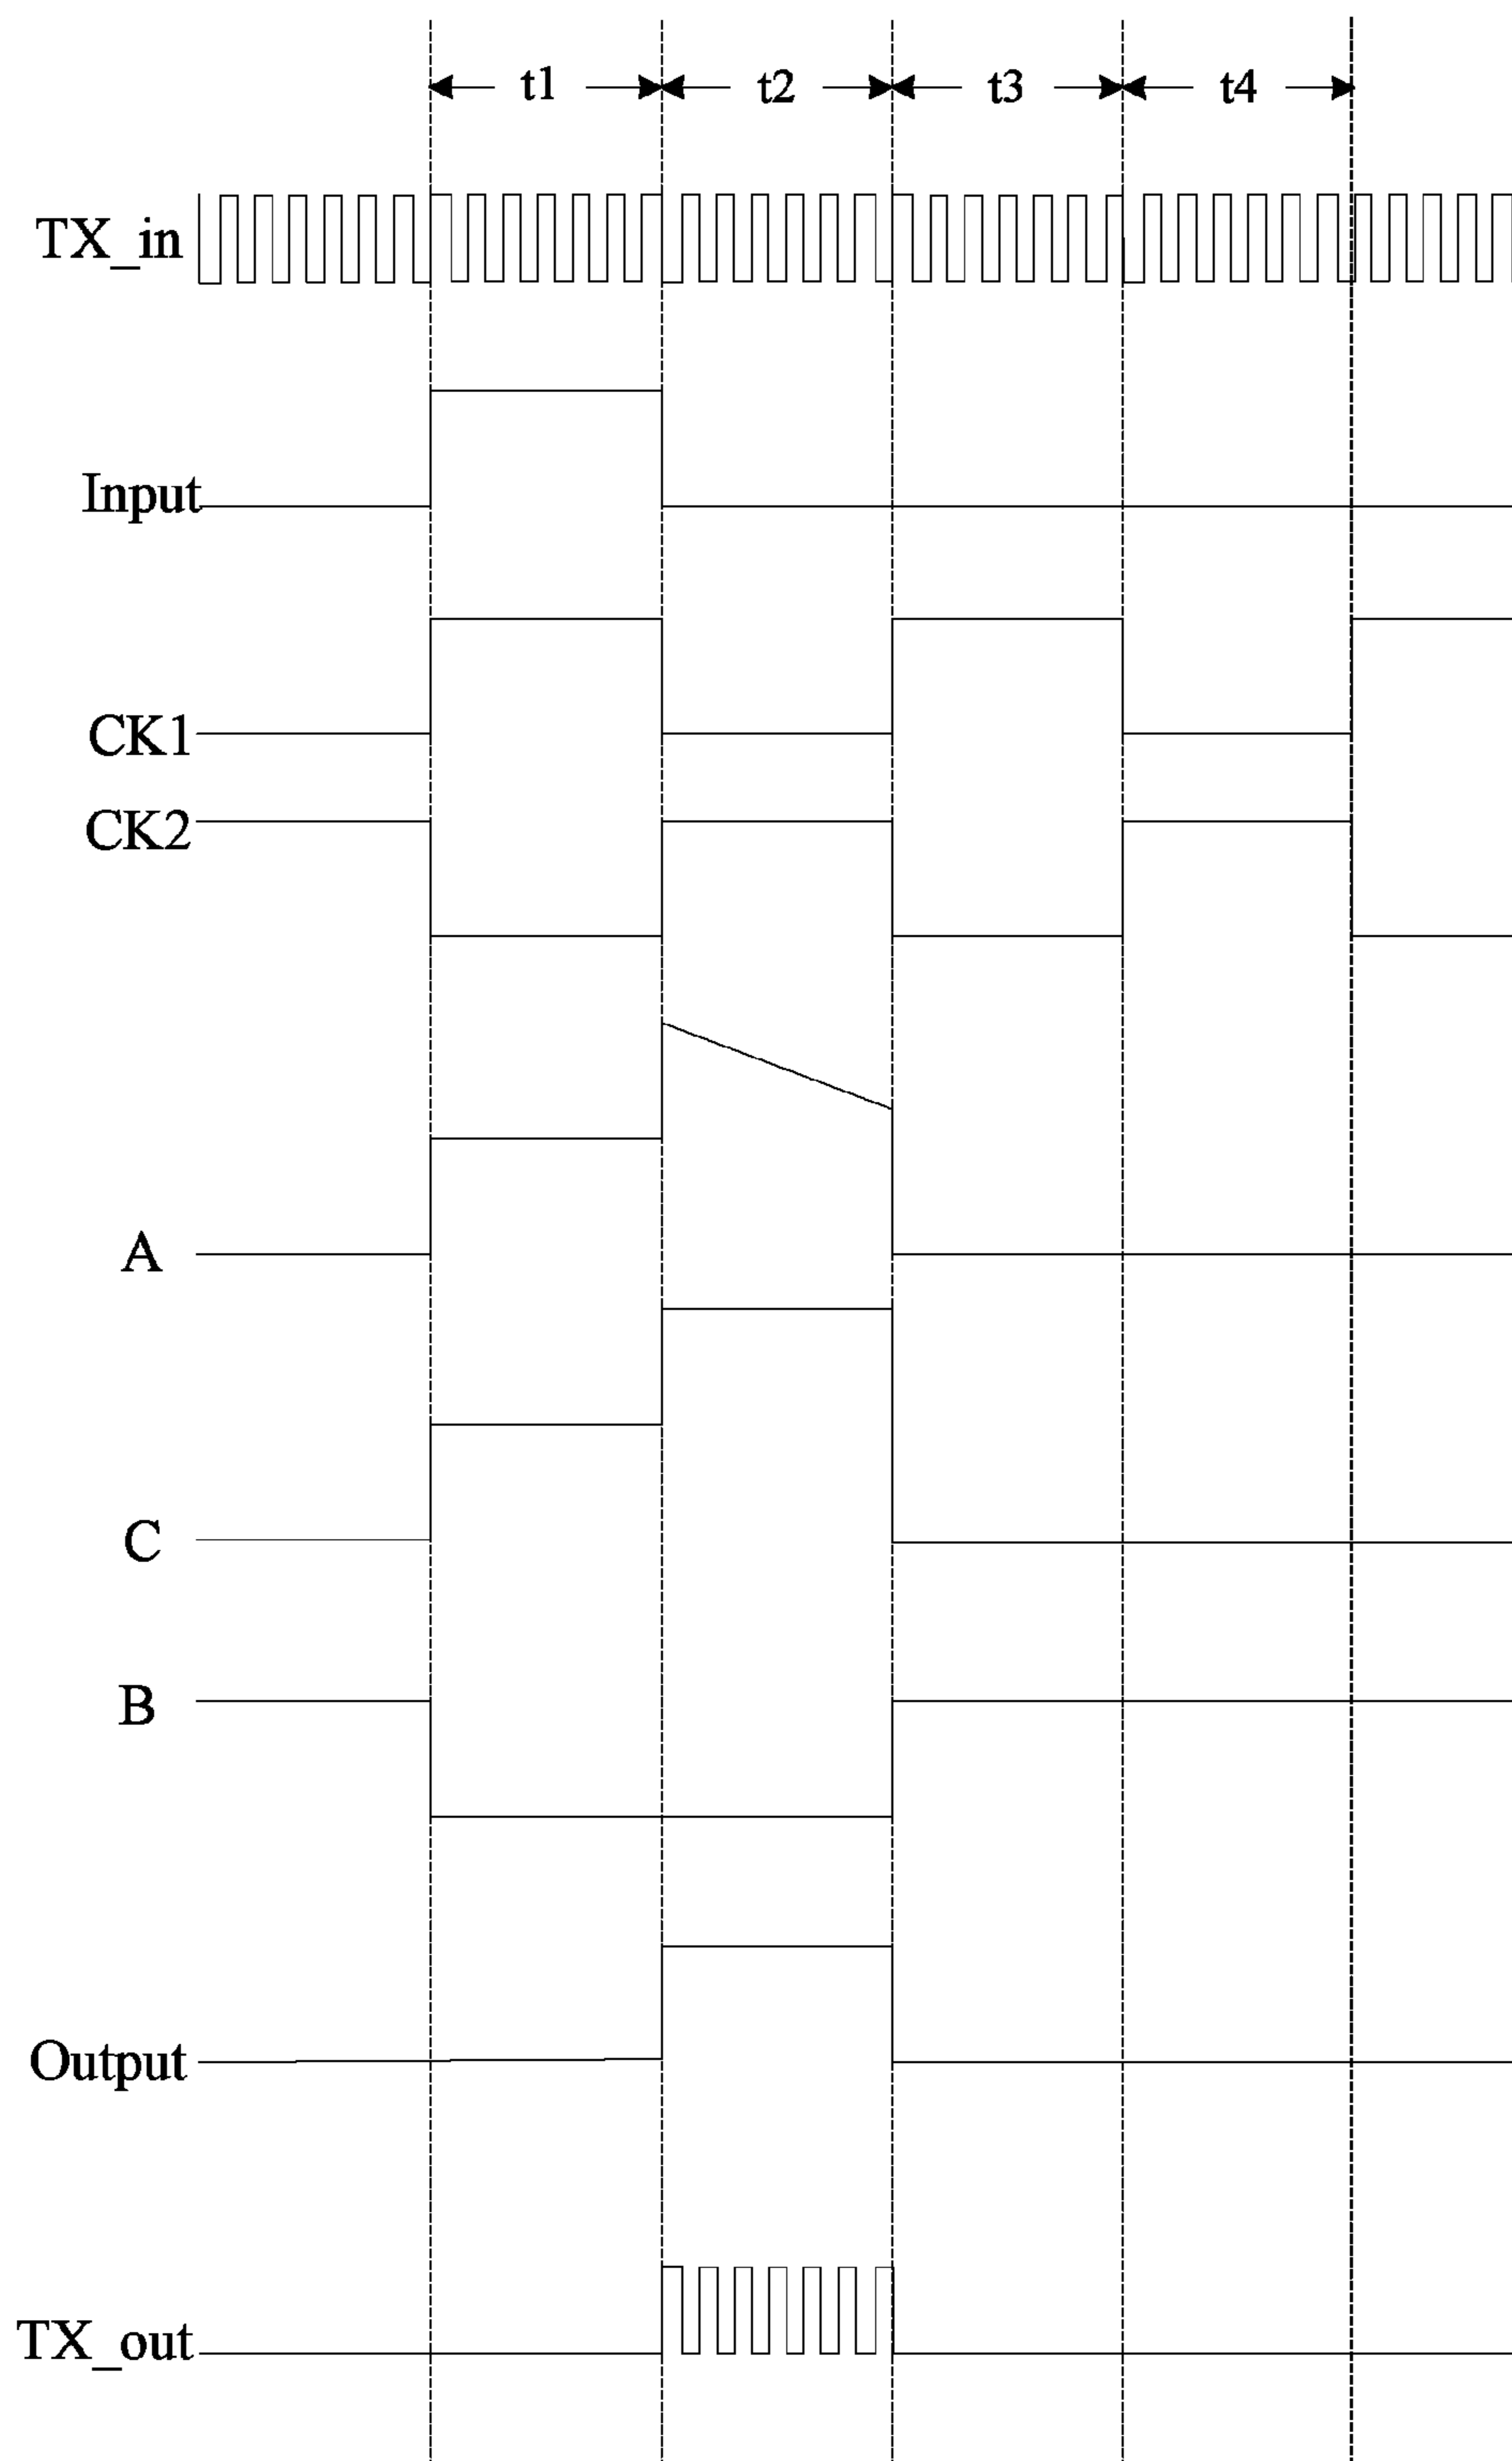 t1 t2 t3 t4
TX_in
Input
CK1
CK2
A
C
B
Output
TX_out